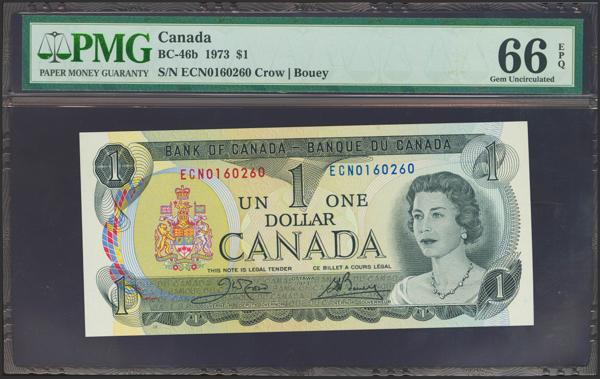 PMG
PAPER MONEY GUARANTY
Canada
BC-46b 1973 $1
S/N ECN0160260 Crow | Bouey
66 EPQ
Gem Uncirculated
BANK OF CANADA – BANQUE DU CANADA
1
1
ECN0160260
1
ECN0160260
UN
ONE
DOLLAR
CANADA
THIS NOTE IS LEGAL TENDER
CE BILLET A COURS LÉGAL
OTTAWA
1
1